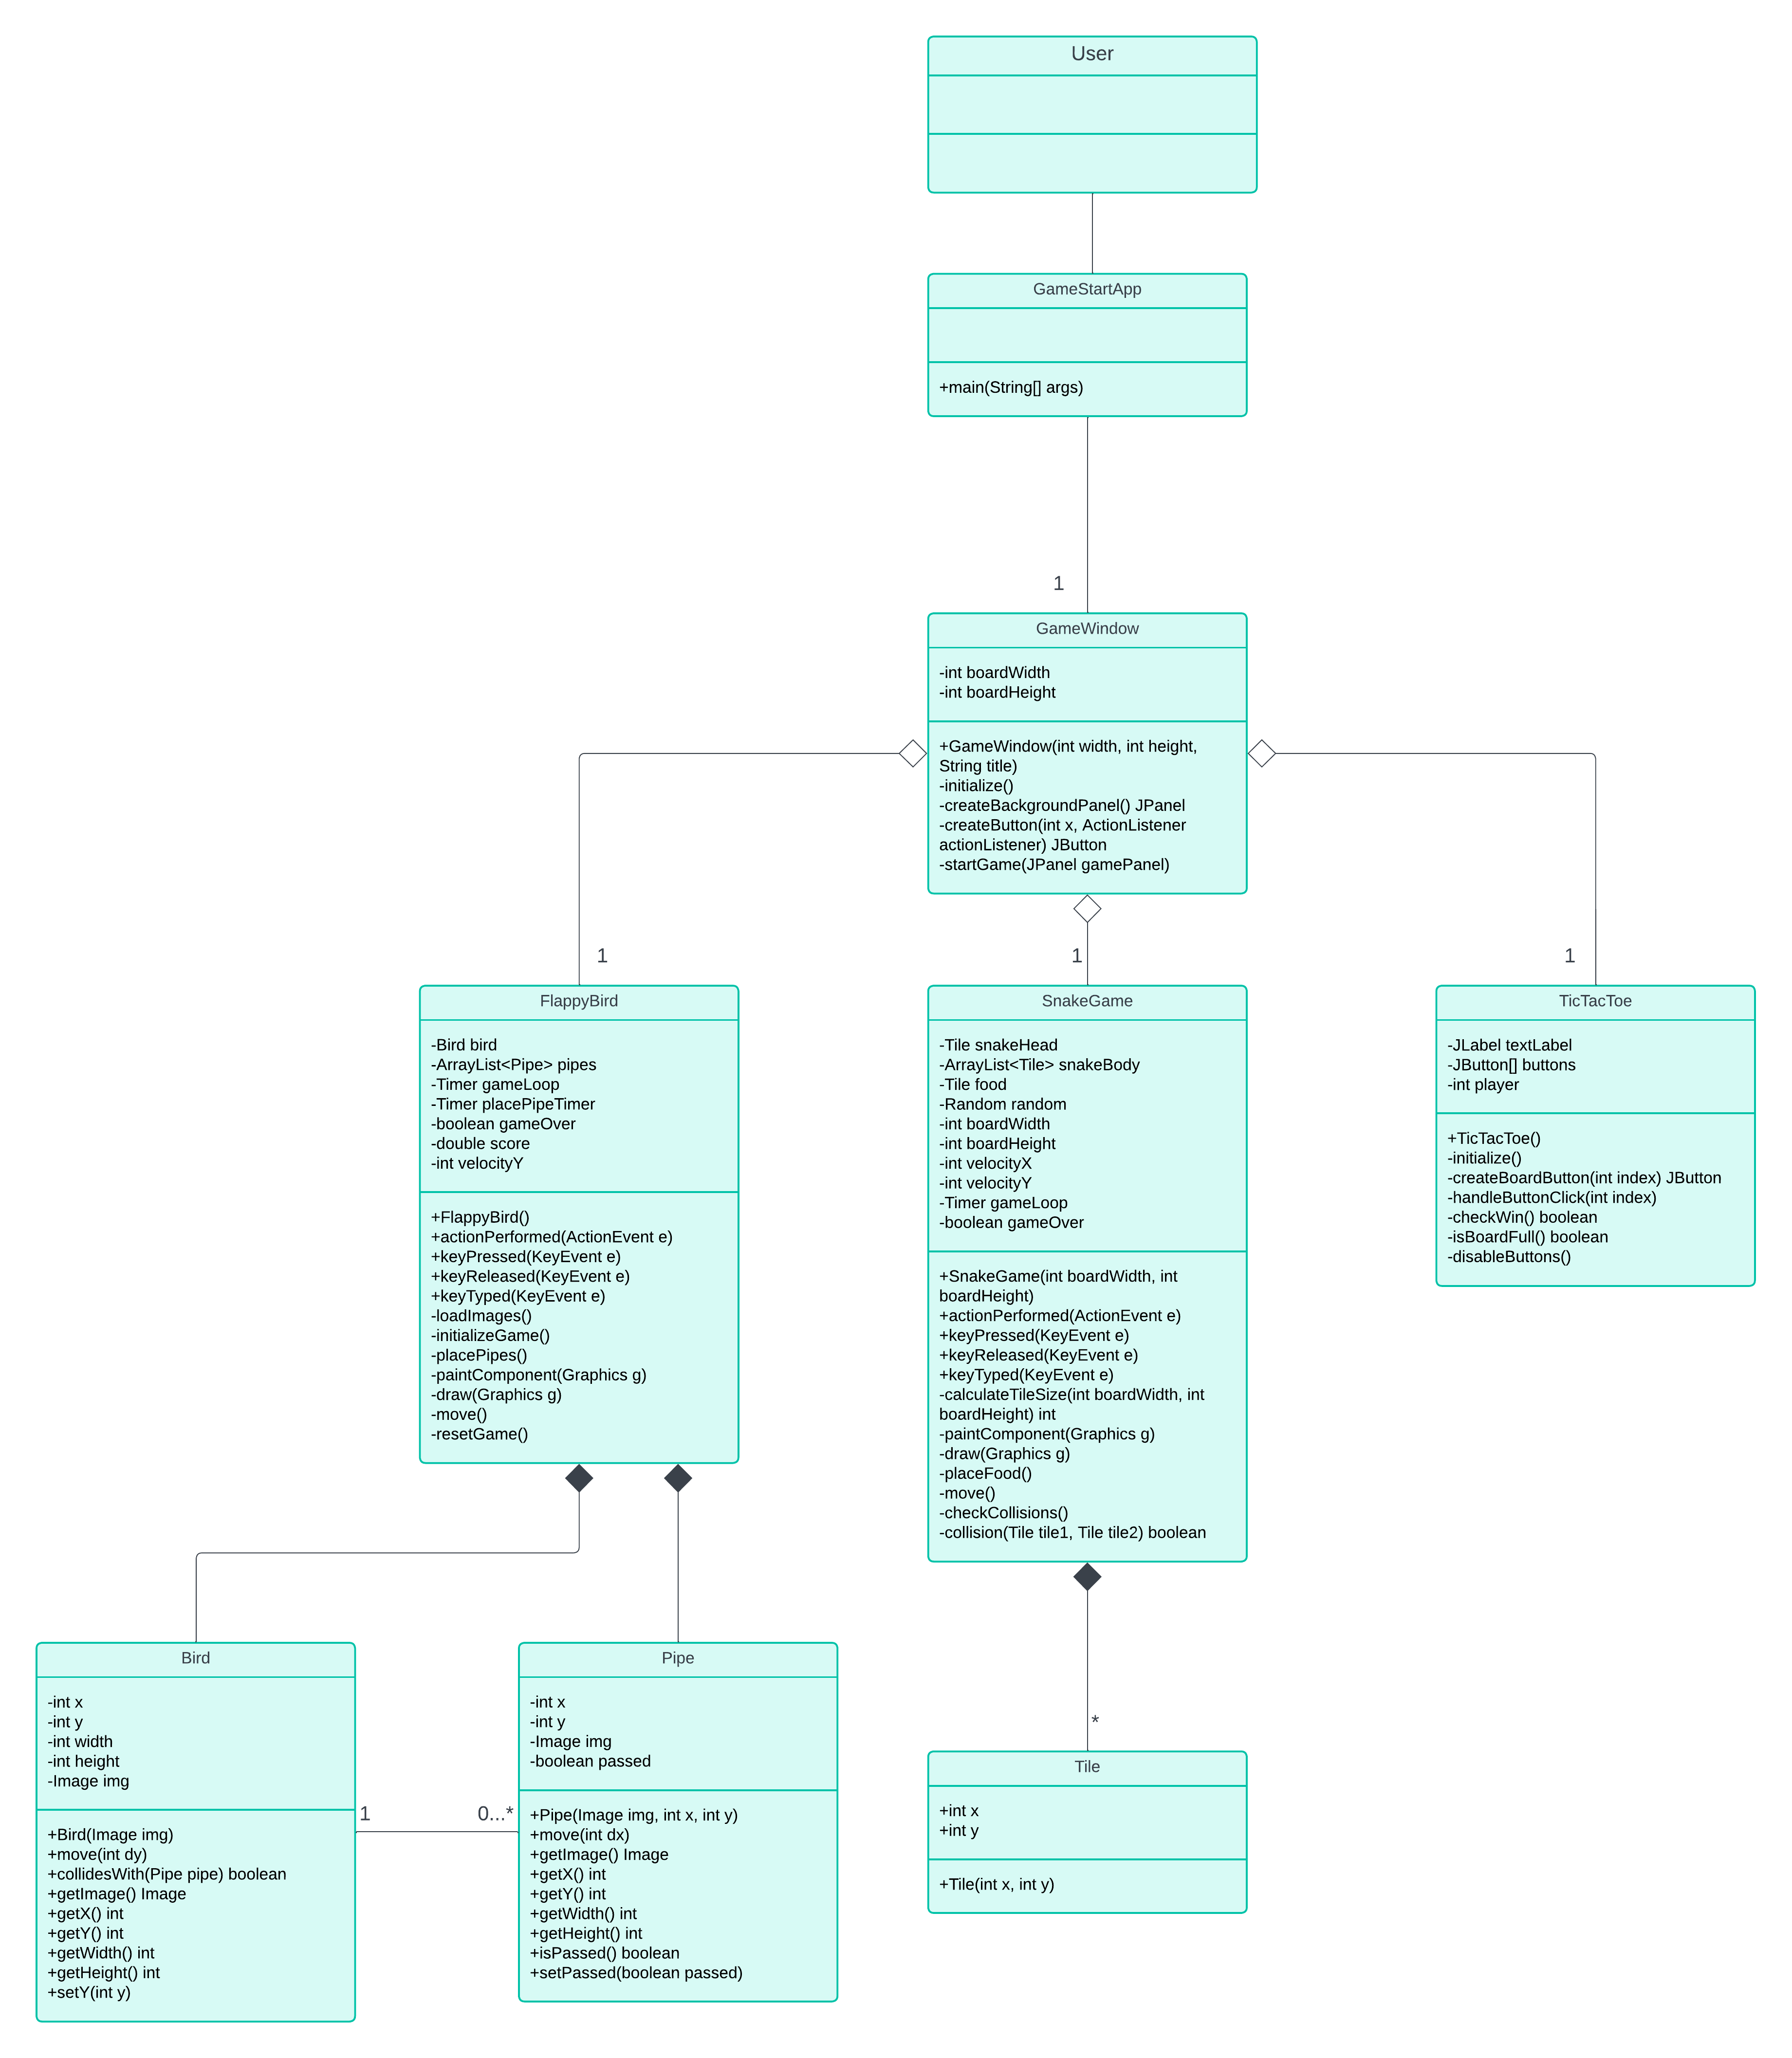 User
GameStartApp
+main(String[] args)
1
GameWindow
-int boardWidth
-int boardHeight
+GameWindow(int width, int height,
String title)
-initialize()
-createBackgroundPanel() JPanel
-createButton(int x, ActionListener
actionListener) JButton
-startGame(JPanel gamePanel)
1
1
1
FlappyBird
-Bird bird
-ArrayList<Pipe> pipes
-Timer gameLoop
-Timer placePipeTimer
-boolean gameOver
-double score
-int velocityY
+FlappyBird()
+actionPerformed(ActionEvent e)
+keyPressed(KeyEvent e)
+keyReleased(KeyEvent e)
+keyTyped(KeyEvent e)
-loadImages()
-initializeGame()
-placePipes()
-paintComponent(Graphics g)
-draw(Graphics g)
-move()
-resetGame()
SnakeGame
-Tile snakeHead
-ArrayList<Tile> snakeBody
-Tile food
-Random random
-int boardWidth
-int boardHeight
-int velocityX
-int velocityY
-Timer gameLoop
-boolean gameOver
+SnakeGame(int boardWidth, int
boardHeight)
+actionPerformed(ActionEvent e)
+keyPressed(KeyEvent e)
+keyReleased(KeyEvent e)
+keyTyped(KeyEvent e)
-calculateTileSize(int boardWidth, int
boardHeight) int
-paintComponent(Graphics g)
-draw(Graphics g)
-placeFood()
-move()
-checkCollisions()
-collision(Tile tile1, Tile tile2) boolean
TicTacToe
-JLabel textLabel
-JButton[] buttons
-int player
+TicTacToe()
-initialize()
-createBoardButton(int index) JButton
-handleButtonClick(int index)
-checkWin() boolean
-isBoardFull() boolean
-disableButtons()
Bird
-int x
-int y
-int width
-int height
-Image img
+Bird(Image img)
+move(int dy)
+collidesWith(Pipe pipe) boolean
+getImage() Image
+getX() int
+getY() int
+getWidth() int
+getHeight() int
+setY(int y)
1
0...*
Pipe
-int x
-int y
-Image img
-boolean passed
+Pipe(Image img, int x, int y)
+move(int dx)
+getImage() Image
+getX() int
+getY() int
+getWidth() int
+getHeight() int
+isPassed() boolean
+setPassed(boolean passed)
*
Tile
+int x
+int y
+Tile(int x, int y)